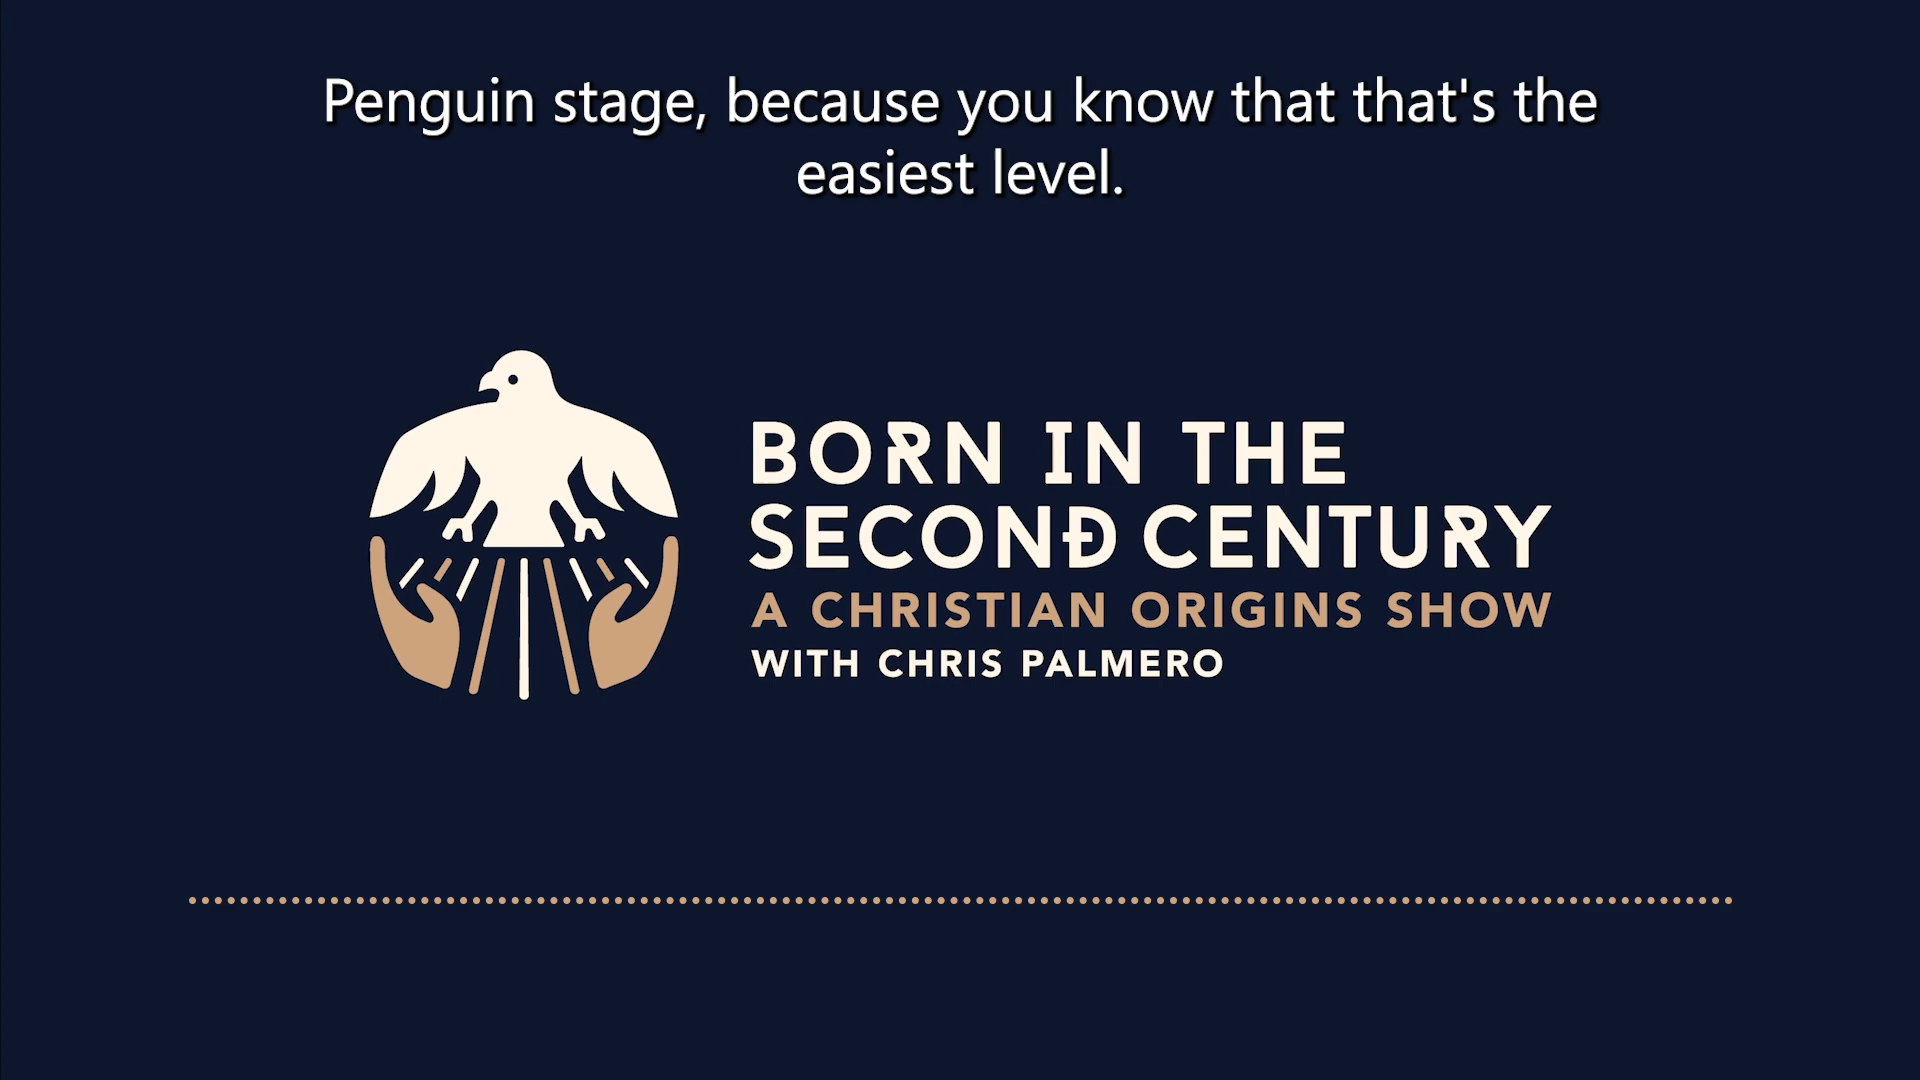 Penguin stage, because you know that that's the
easiest level.
BORN IN THE
SECOND CENTURY
A CHRISTIAN ORIGINS SHOW
WITH CHRIS PALMERO